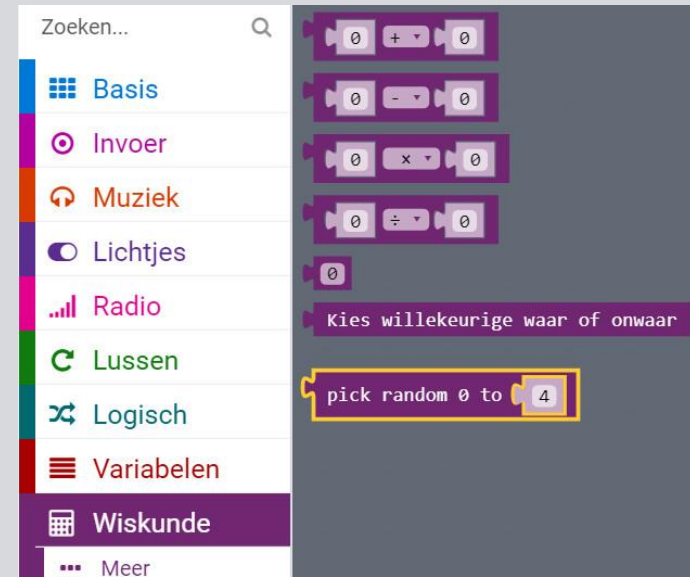 Zoeken...
Basis
Invoer
Muziek
Lichtjes
Radio
Lussen
Logisch
Variabelen
Wiskunde
Meer
0 + 0
0 - 0
0 × 0
0 ÷ 0
0
Kies willekeurige waar of onwaar
pick random 0 to 4